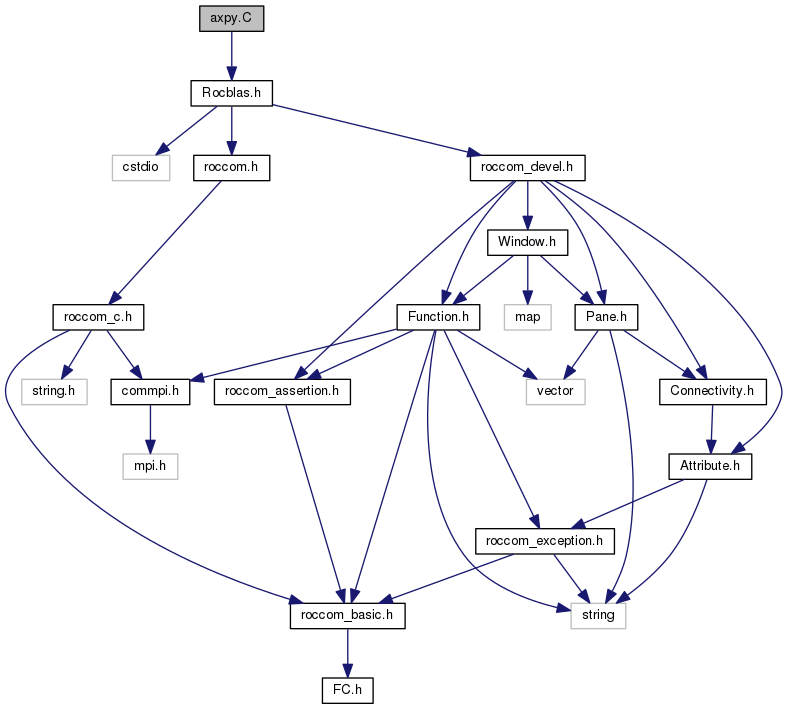 axpy.C
Rocblas.h
cstdio
roccom.h
roccom_devel.h
Window.h
roccom_c.h
Function.h
map
Pane.h
string.h
commpi.h
roccom_assertion.h
vector
Connectivity.h
mpi.h
Attribute.h
roccom_exception.h
roccom_basic.h
string
FC.h